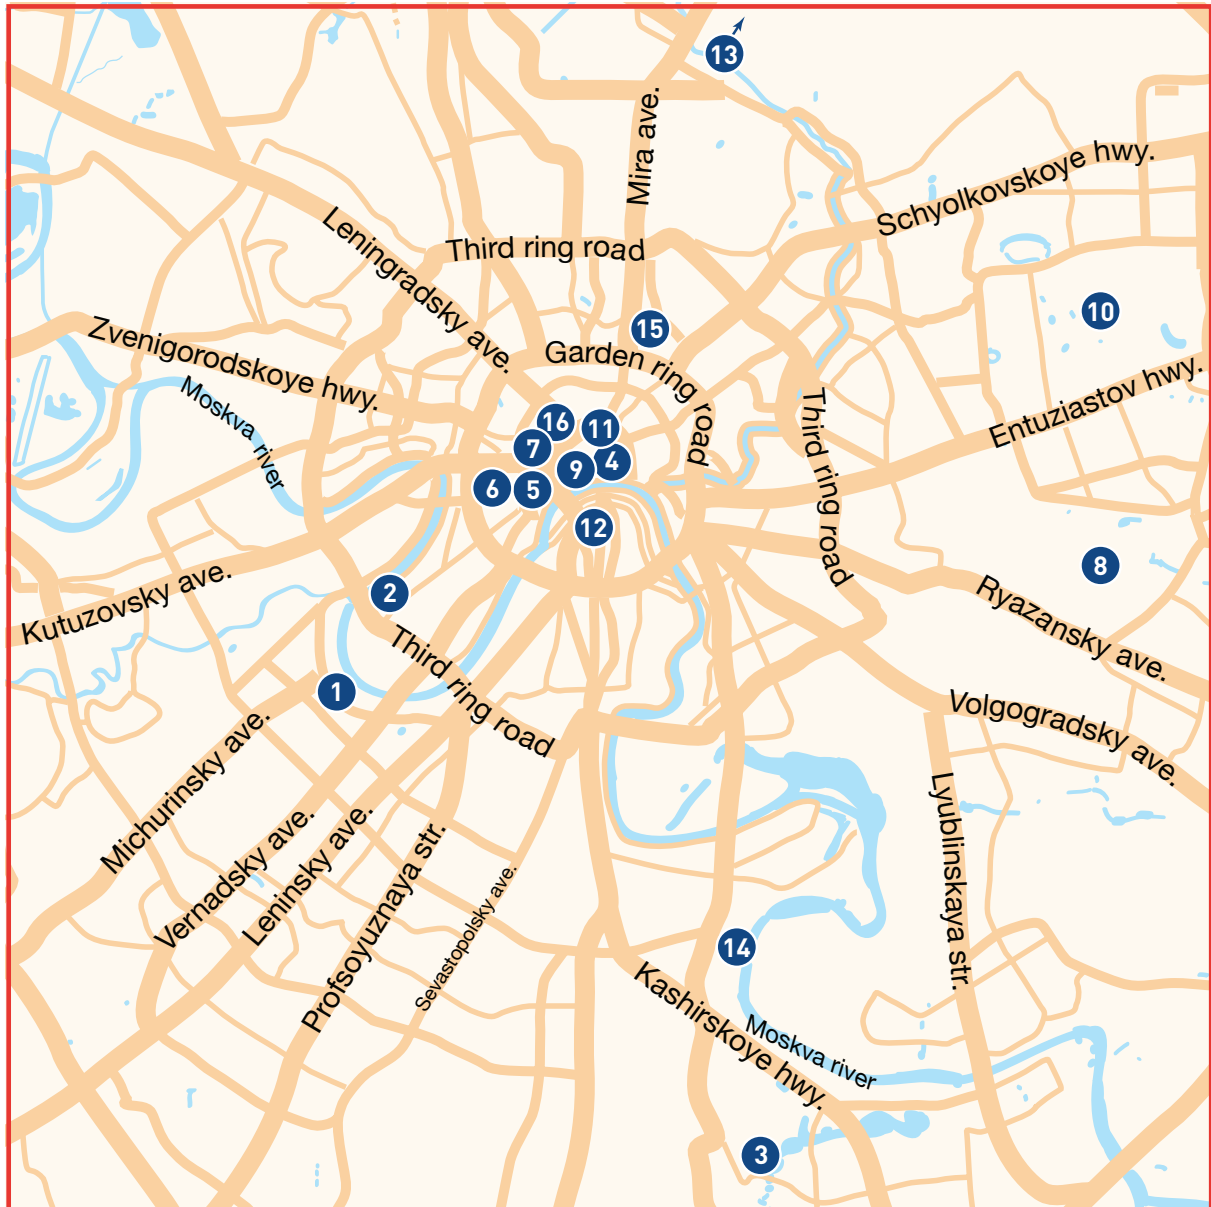 13
Mira ave.
Schyolkovskoye hwy.
Leningradsky ave.
Third ring road
10
15
Zvenigorodskoye hwy.
Garden ring road
Moskva river
Entuziastov hwy.
Third ring road
16
11
7
9
4
6
5
12
8
2
Kutuzovsky ave.
Ryazansky ave.
Third ring road
1
Volgogradsky ave.
Michurinsky ave.
Lyublinskaya str.
Vernadsky ave.
Leninsky ave.
Profsoyuznaya str.
Sevastopolsky ave.
14
Kashirskoye hwy.
Moskva river
3